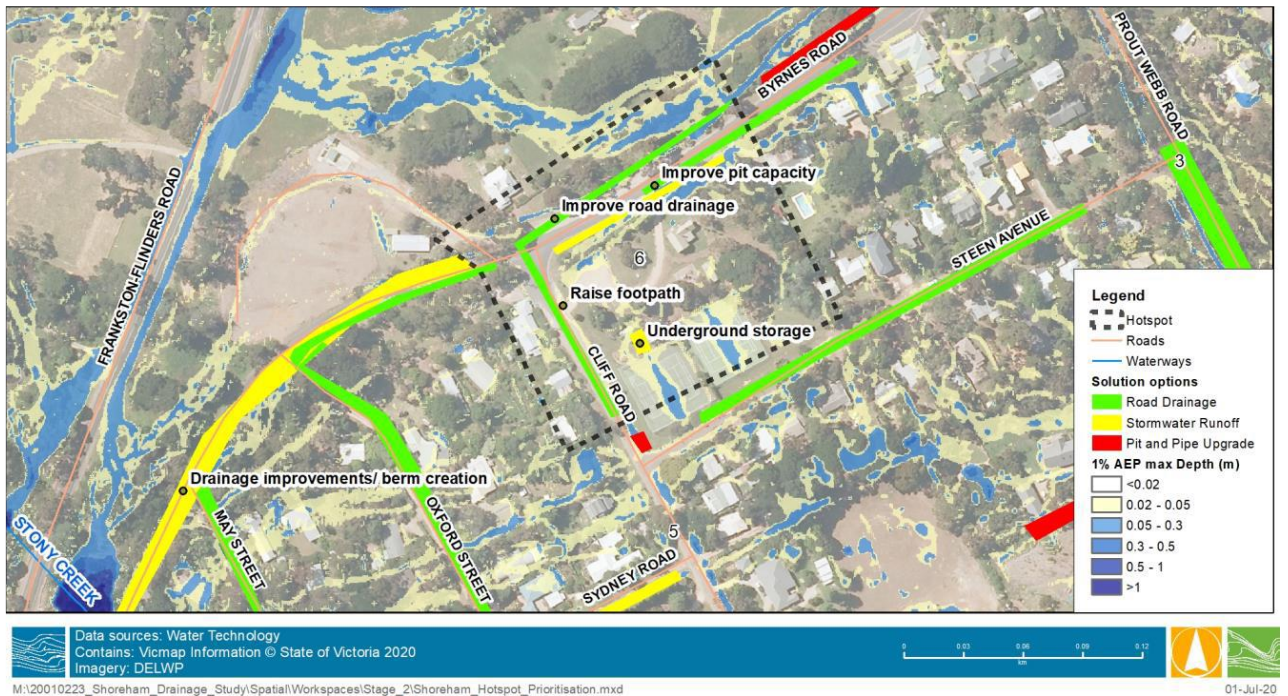 BYRNES ROAD
PROUT WEBB ROAD
3
FRANKSTON-FLINDERS ROAD
Improve pit capacity
Improve road drainage
STEEN AVENUE
6
Raise footpath
Underground storage
CLIFF ROAD
Drainage improvements/ berm creation
MAY STREET
OXFORD STREET
STONY CREEK
5
SYDNEY ROAD
Legend
Hotspot
Roads
Waterways
Solution options
Road Drainage
Stormwater Runoff
Pit and Pipe Upgrade
1% AEP max Depth (m)
<0.02
0.02 - 0.05
0.05 - 0.3
0.3 - 0.5
0.5 - 1
>1
Data sources: Water Technology
Contains: Vicmap Information © State of Victoria 2020
Imagery: DELWP
0 0.03 0.06 0.09 0.12
km
M:\20010223_Shoreham_Drainage_Study\Spatial\Workspaces\Stage_2\Shoreham_Hotspot_Prioritisation.mxd
01-Jul-20